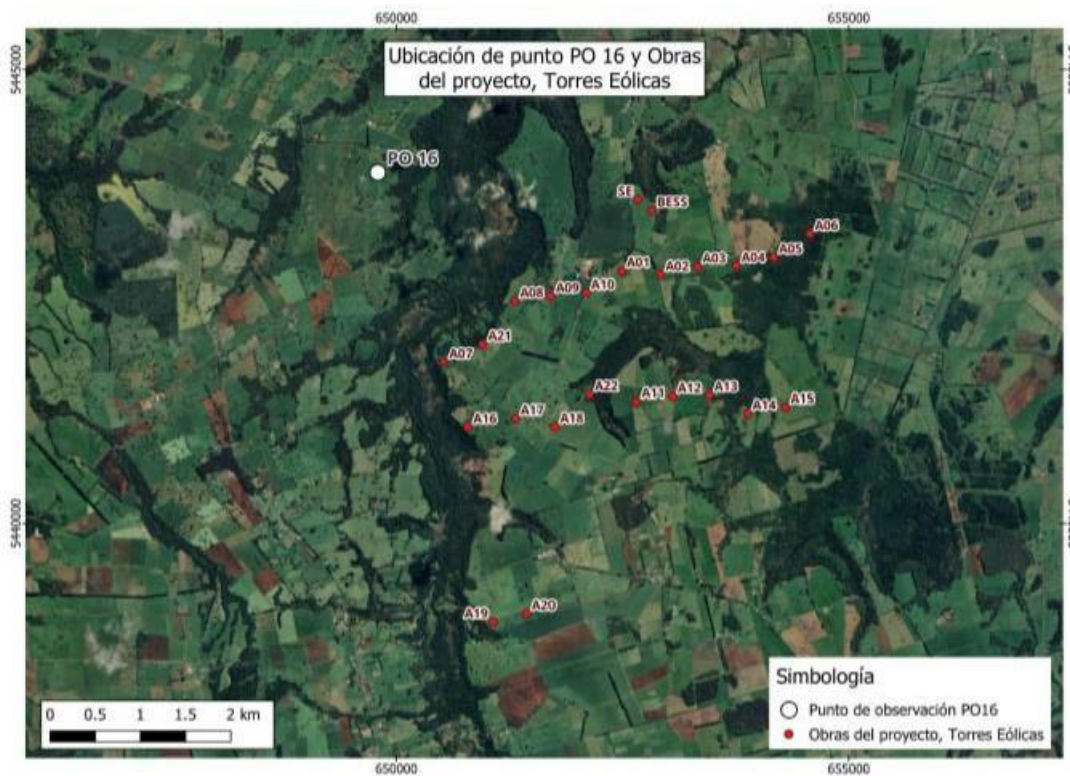 650000
655000
5445000
Ubicación de punto PO 16 y Obras
del proyecto, Torres Eólicas
PO 16
SE
BESS
A06
A05
A04
A03
A02
A01
A10
A09
A08
A21
A07
A22
A11
A12
A13
A14
A15
A16
A17
A18
5440000
A19
A20
Simbología
Punto de observación PO16
Obras del proyecto, Torres Eólicas
0 0.5 1 1.5 2 km
650000
655000